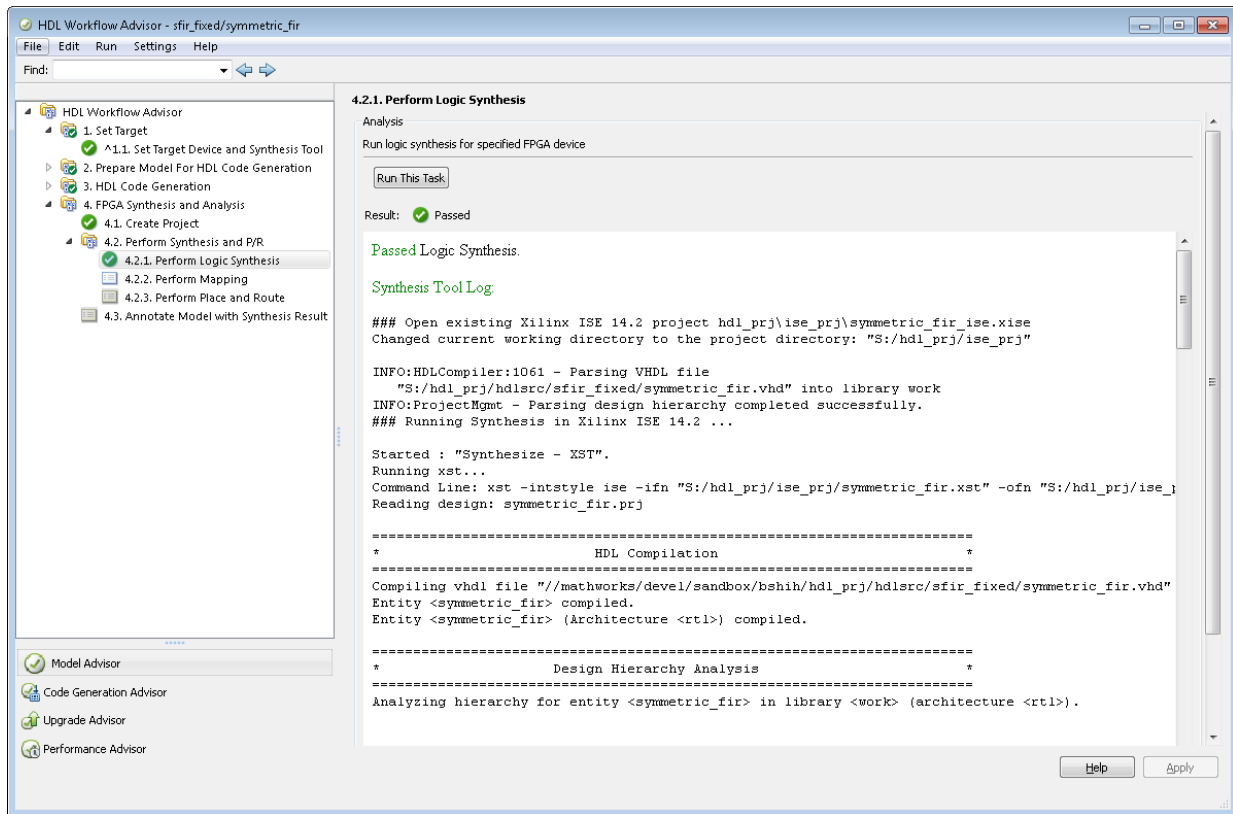 HDL Workflow Advisor - sfir_fixed/symmetric_fir
File Edit Run Settings Help
Find:
HDL Workflow Advisor
1. Set Target
^1.1. Set Target Device and Synthesis Tool
2. Prepare Model For HDL Code Generation
3. HDL Code Generation
4. FPGA Synthesis and Analysis
4.1. Create Project
4.2. Perform Synthesis and P/R
4.2.1. Perform Logic Synthesis
4.2.2. Perform Mapping
4.2.3. Perform Place and Route
4.3. Annotate Model with Synthesis Result
Model Advisor
Code Generation Advisor
Upgrade Advisor
Performance Advisor
4.2.1. Perform Logic Synthesis
Analysis
Run logic synthesis for specified FPGA device
Run This Task
Result: Passed
Passed Logic Synthesis.
Synthesis Tool Log:
### Open existing Xilinx ISE 14.2 project hdl_prj\ise_prj\symmetric_fir_ise.xise
Changed current working directory to the project directory: "S:/hdl_prj/ise_prj"
INFO:HDLCompiler:1061 - Parsing VHDL file
"S:/hdl_prj/hdlsrc/sfir_fixed/symmetric_fir.vhd" into library work
INFO:ProjectMgmt - Parsing design hierarchy completed successfully.
### Running Synthesis in Xilinx ISE 14.2 ...
Started : "Synthesize - XST".
Running xst...
Command Line: xst -intstyle ise -ifn "S:/hdl_prj/ise_prj/symmetric_fir.xst" -ofn "S:/hdl_prj/ise_p
Reading design: symmetric_fir.prj
=========================================================================
* HDL Compilation *
=========================================================================
Compiling vhdl file "//mathworks/devel/sandbox/bshih/hdl_prj/hdlsrc/sfir_fixed/symmetric_fir.vhd"
Entity <symmetric_fir> compiled.
Entity <symmetric_fir> (Architecture <rtl>) compiled.
=========================================================================
* Design Hierarchy Analysis *
=========================================================================
Analyzing hierarchy for entity <symmetric_fir> in library <work> (architecture <rtl>).
Help Apply